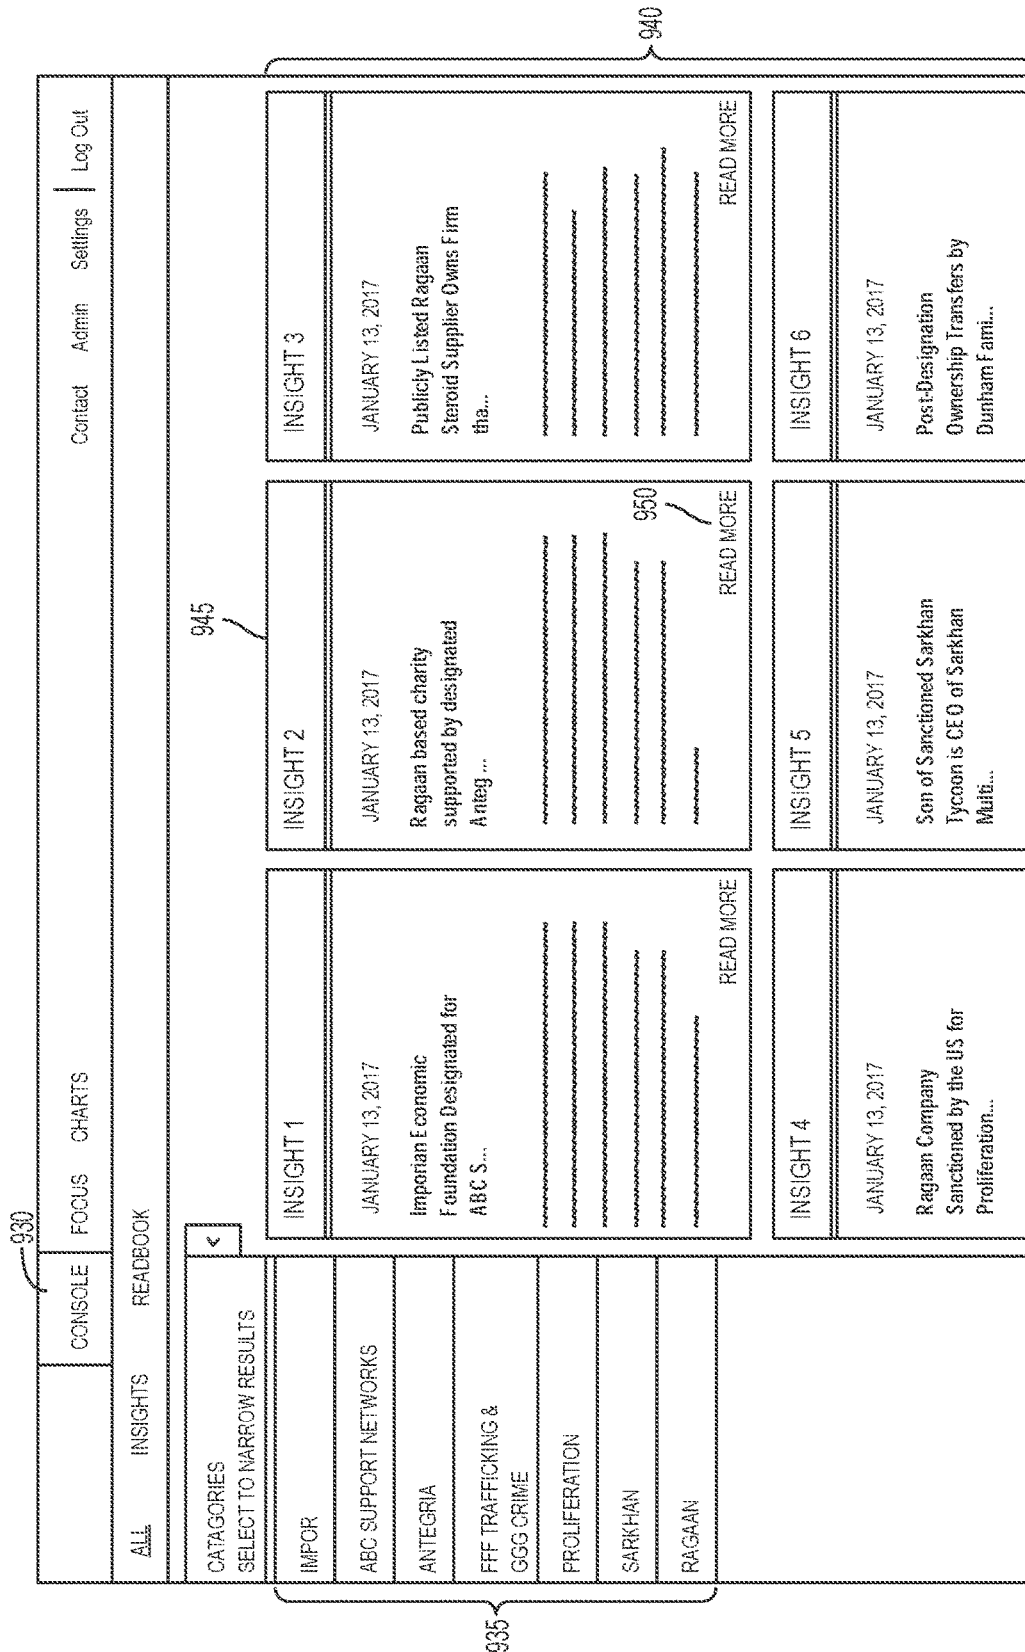 930
CONSOLE FOCUS CHARTS Contact Admin Settings | Log Out
ALL INSIGHTS READBOOK
CATAGORIES
SELECT TO NARROW RESULTS
<
935
IMPOR
ABC SUPPORT NETWORKS
ANTEGRIA
FFF TRAFFICKING &
GGG CRIME
PROLIFERATION
SARKHAN
RAGAAN
945
940
INSIGHT 1
JANUARY 13, 2017
Imporian Economic
Foundation Designated for
ABC S...
READ MORE
INSIGHT 2
JANUARY 13, 2017
Ragaan based charity
supported by designated
Anteg ...
950
READ MORE
INSIGHT 3
JANUARY 13, 2017
Publicly Listed Ragaan
Steroid Supplier Owns Firm
tha...
READ MORE
INSIGHT 4
JANUARY 13, 2017
Ragaan Company
Sanctioned by the US for
Proliferation...
INSIGHT 5
JANUARY 13, 2017
Son of Sanctioned Sarkhan
Tycoon is CEO of Sarkhan
Multi...
INSIGHT 6
JANUARY 13, 2017
Post-Designation
Ownership Transfers by
Dunham Fami...